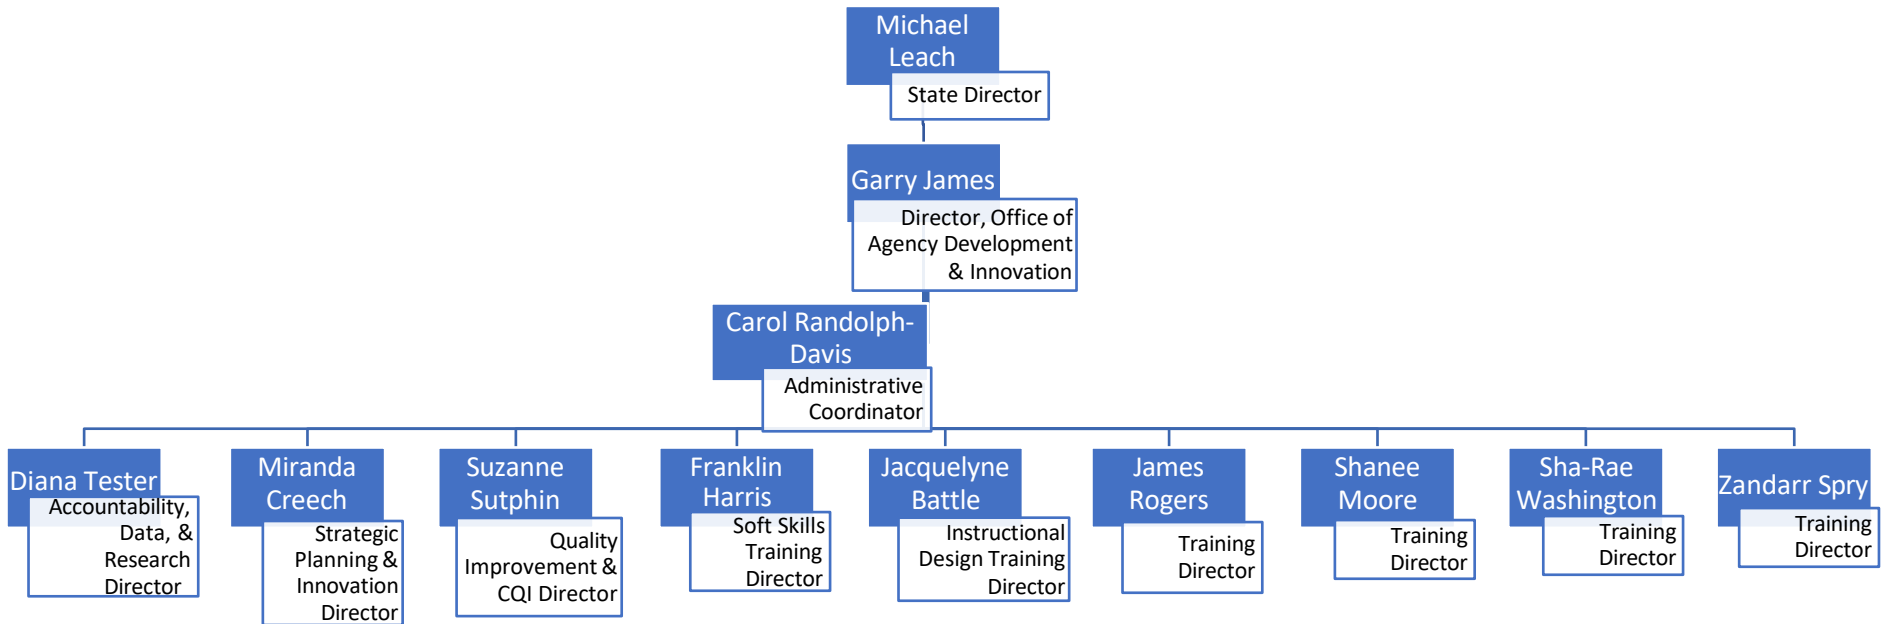 Michael
Leach
State Director
Garry James
Director, Office of
Agency Development
& Innovation
Carol Randolph-
Davis
Administrative
Coordinator
Diana Tester
Accountability,
Data, &
Research
Director
Miranda
Creech
Strategic
Planning &
Innovation
Director
Suzanne
Sutphin
Quality
Improvement &
CQI Director
Franklin
Harris
Soft Skills
Training
Director
Jacquelyne
Battle
Instructional
Design Training
Director
James
Rogers
Training
Director
Shanee
Moore
Training
Director
Sha-Rae
Washington
Training
Director
Zandarr Spry
Training
Director